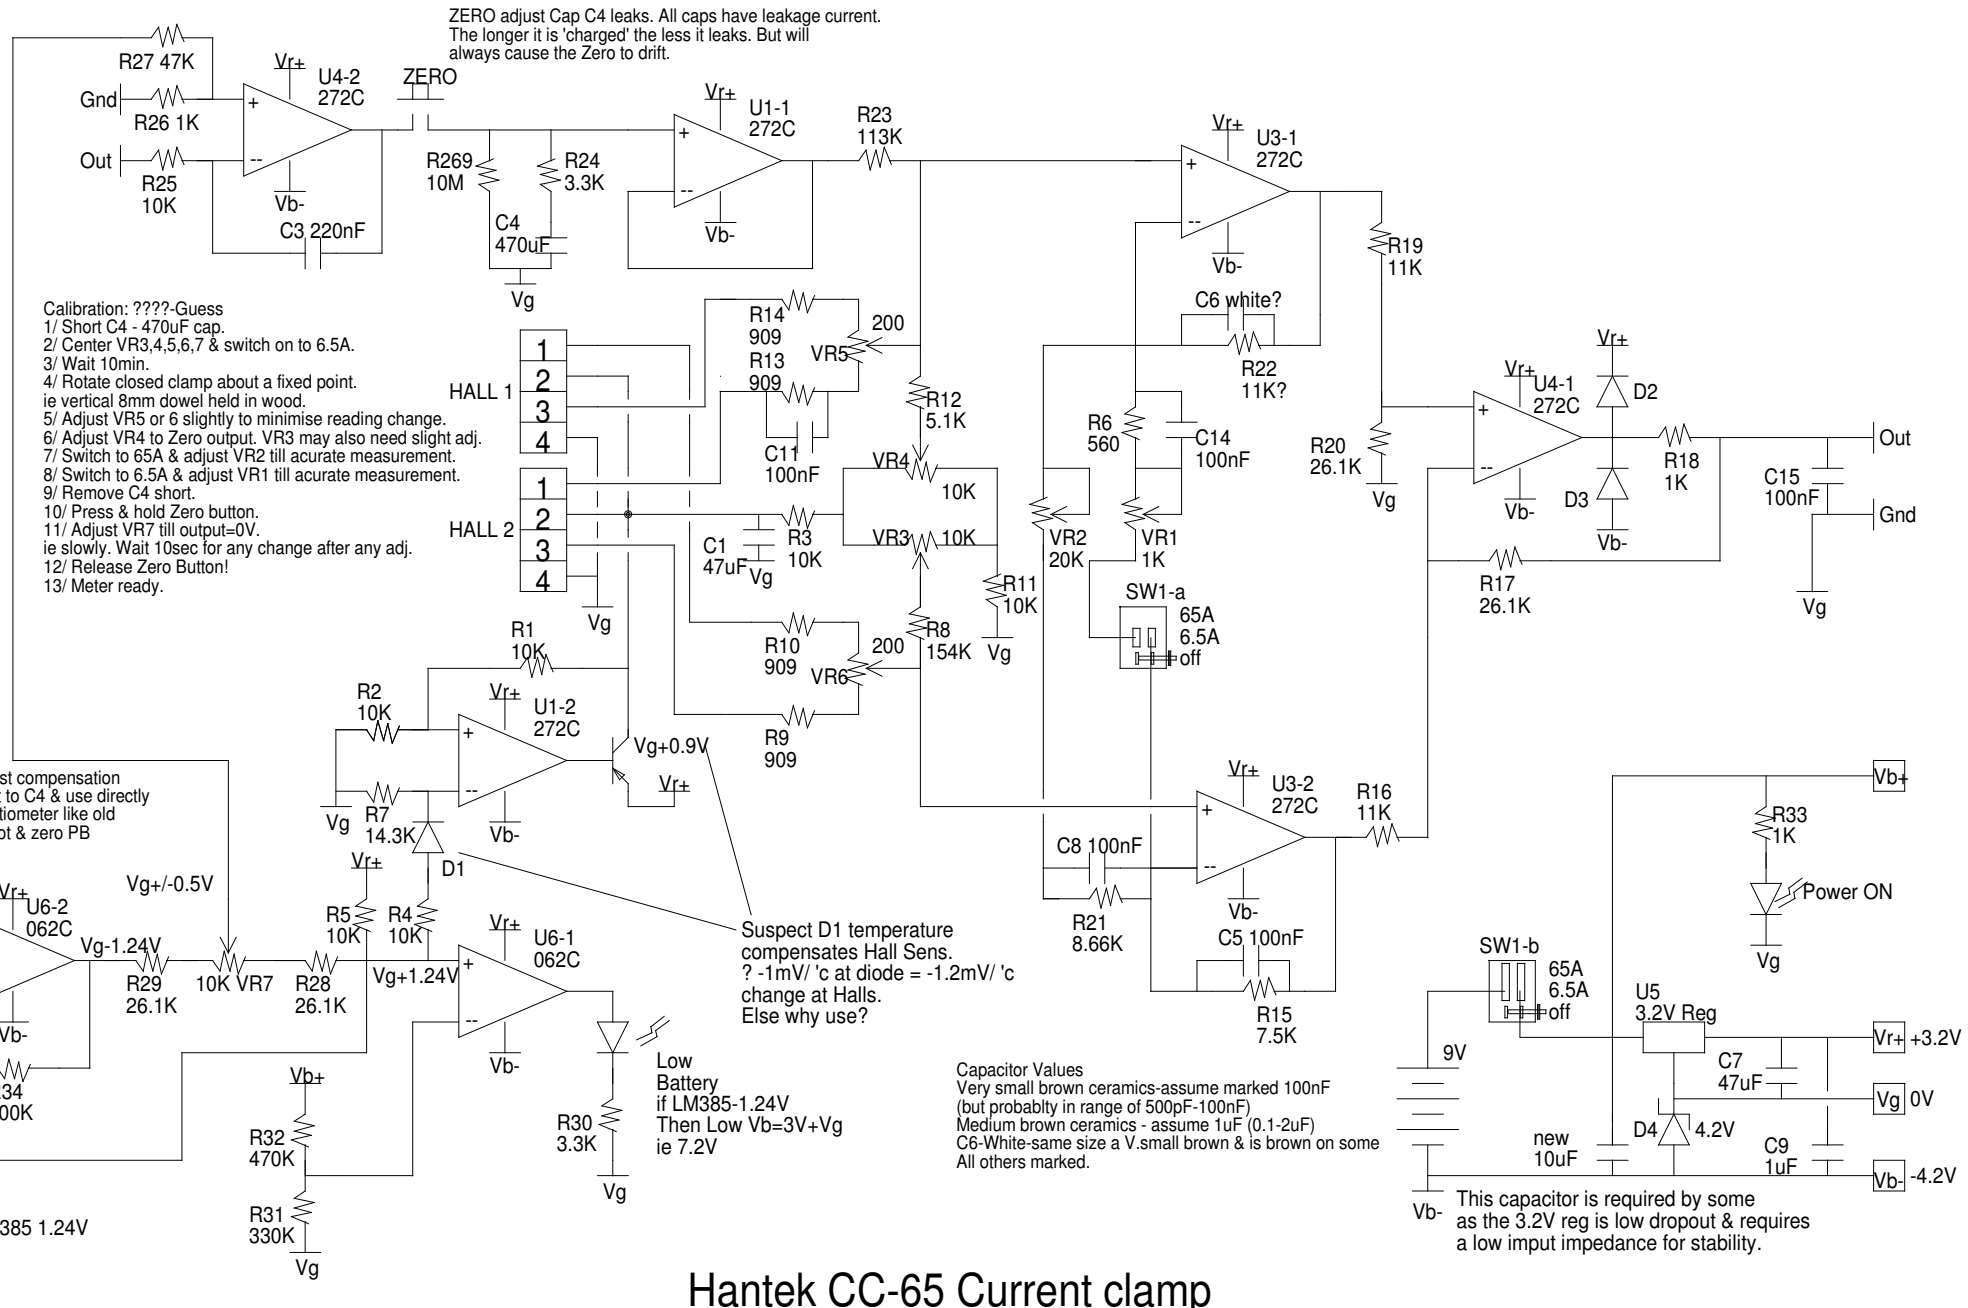 ZERO adjust Cap C4 leaks. All caps have leakage current.
The longer it is 'charged' the less it leaks. But will
always cause the Zero to drift.
R27 47K
Vr+
U4-2
272C
ZERO
Gnd
+
R26 1K
Out
--
R25
10K
Vb-
C3 220nF
R269
10M
R24
3.3K
C4
470uF
Vg
Vr+
U1-1
272C
+
--
Vb-
R23
113K
Vr+
U3-1
272C
+
--
Vb-
R19
11K
C6 white?
R22
11K?
Calibration: ????-Guess
1/ Short C4 - 470uF cap.
2/ Center VR3,4,5,6,7 & switch on to 6.5A.
3/ Wait 10min.
4/ Rotate closed clamp about a fixed point.
ie vertical 8mm dowel held in wood.
5/ Adjust VR5 or 6 slightly to minimise reading change.
6/ Adjust VR4 to Zero output. VR3 may also need slight adj.
7/ Switch to 65A & adjust VR2 till acurate measurement.
8/ Switch to 6.5A & adjust VR1 till acurate measurement.
9/ Remove C4 short.
10/ Press & hold Zero button.
11/ Adjust VR7 till output=0V.
ie slowly. Wait 10sec for any change after any adj.
12/ Release Zero Button!
13/ Meter ready.
HALL 1
1
2
3
4
HALL 2
1
2
3
4
Vg
R14
909
R13
909
200
VR5
C11
100nF
R12
5.1K
VR4
10K
VR3
10K
C1
47uF
Vg
R3
10K
R11
10K
Vg
R10
909
200
VR6
R8
154K
R9
909
R6
560
C14
100nF
VR2
20K
VR1
1K
SW1-a
65A
6.5A
off
R20
26.1K
Vg
Vr+
U4-1
272C
+
--
Vb-
Vr+
D2
D3
Vb-
R18
1K
C15
100nF
Out
Gnd
Vg
R17
26.1K
R1
10K
R2
10K
Vr+
U1-2
272C
+
--
Vb-
Vg
R7
14.3K
D1
Vg+0.9V
Vr+
st compensation
t to C4 & use directly
tiometer like old
ot & zero PB
Vr+
U6-2
062C
Vb-
Vg-1.24V
Vg+/-0.5V
R29
26.1K
10K VR7
R28
26.1K
Vr+
R5
10K
R4
10K
Vg+1.24V
Vr+
U6-1
062C
+
--
Vb-
34
00K
385 1.24V
Vb+
R32
470K
R31
330K
Vg
R30
3.3K
Vg
Low
Battery
if LM385-1.24V
Then Low Vb=3V+Vg
ie 7.2V
Suspect D1 temperature
compensates Hall Sens.
? -1mV/ 'c at diode = -1.2mV/ 'c
change at Halls.
Else why use?
Vr+
U3-2
272C
+
--
Vb-
R16
11K
C8 100nF
R21
8.66K
C5 100nF
R15
7.5K
Capacitor Values
Very small brown ceramics-assume marked 100nF
(but probablty in range of 500pF-100nF)
Medium brown ceramics - assume 1uF (0.1-2uF)
C6-White-same size a V.small brown & is brown on some
All others marked.
Vb+
R33
1K
Power ON
Vg
SW1-b
65A
6.5A
off
9V
U5
3.2V Reg
Vr+ +3.2V
C7
47uF
Vg 0V
D4
4.2V
new
10uF
C9
1uF
Vb- -4.2V
Vb-
This capacitor is required by some
as the 3.2V reg is low dropout & requires
a low imput impedance for stability.
Hantek CC-65 Current clamp